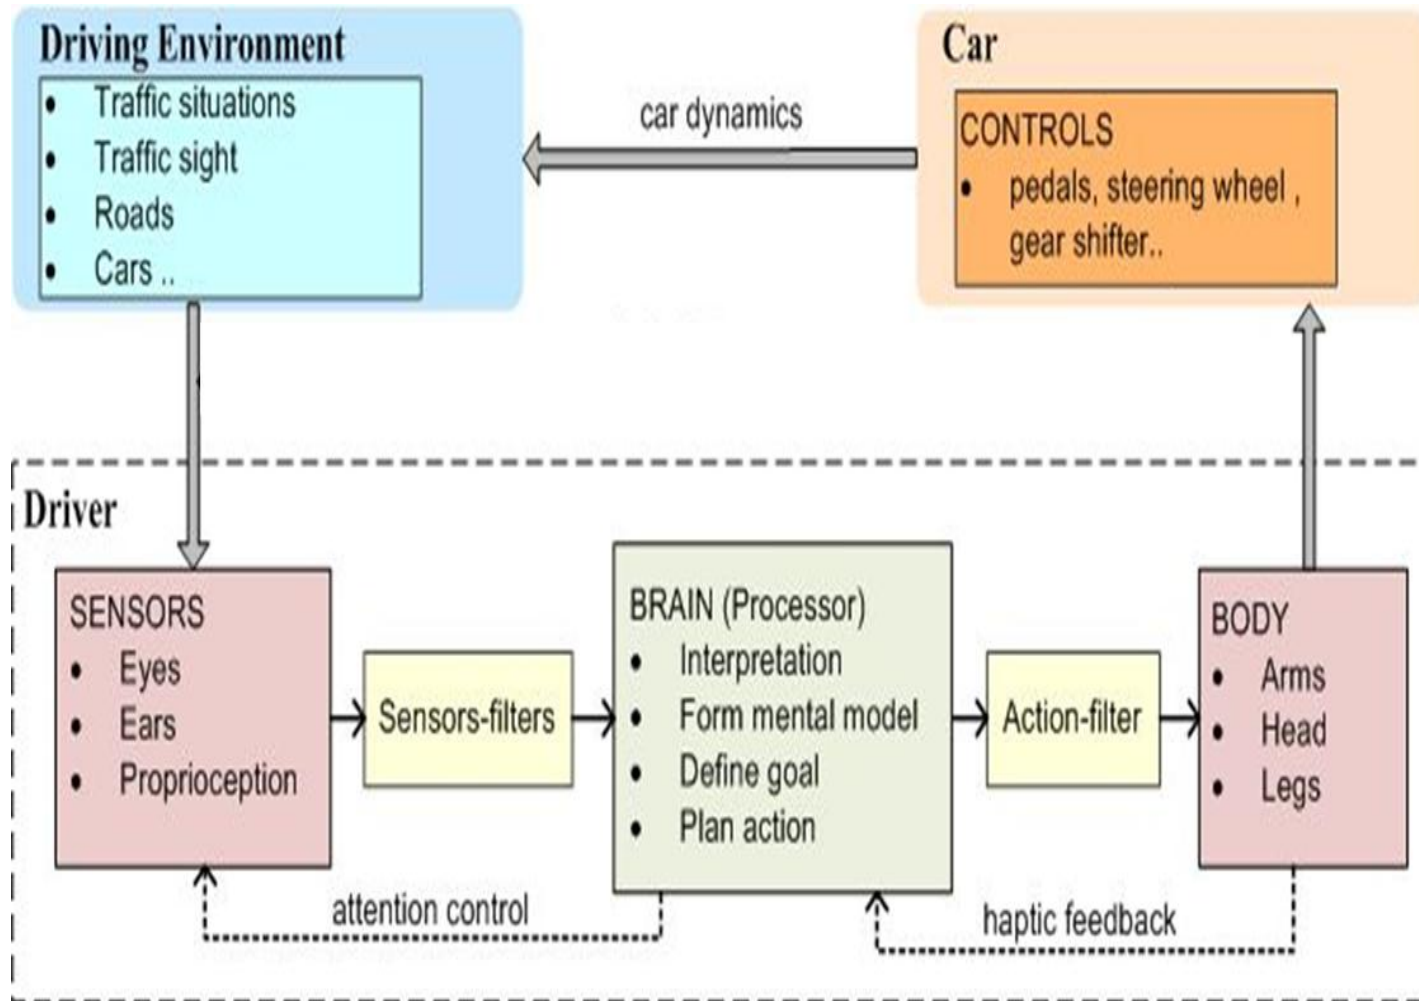 Driving Environment
• Traffic situations
• Traffic sight
• Roads
• Cars ..
car dynamics
Car
CONTROLS
• pedals, steering wheel ,
gear shifter..
Driver
SENSORS
• Eyes
• Ears
• Proprioception
Sensors-filters
BRAIN (Processor)
• Interpretation
• Form mental model
• Define goal
• Plan action
Action-filter
BODY
• Arms
• Head
• Legs
attention control
haptic feedback